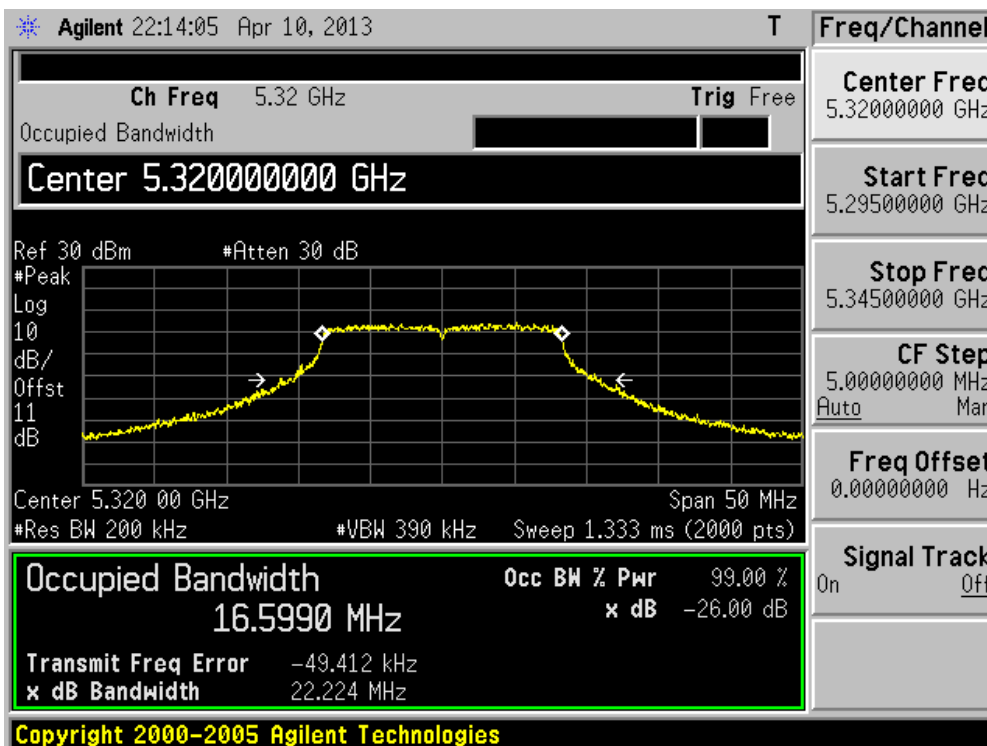 Agilent 22:14:05 Apr 10, 2013 T
Freq/Channel
Ch Freq 5.32 GHz Trig Free
Occupied Bandwidth
Center 5.320000000 GHz
Ref 30 dBm #Atten 30 dB
#Peak
Log
10
dB/
Offst
11
dB
Center 5.320 00 GHz Span 50 MHz
#Res BW 200 kHz #VBW 390 kHz Sweep 1.333 ms (2000 pts)
Occupied Bandwidth
16.5990 MHz
Occ BW % Pwr 99.00 %
x dB -26.00 dB
Transmit Freq Error -49.412 kHz
x dB Bandwidth 22.224 MHz
Center Freq
5.32000000 GHz
Start Freq
5.29500000 GHz
Stop Freq
5.34500000 GHz
CF Step
5.00000000 MHz
Auto Man
Freq Offset
0.00000000 Hz
Signal Track
On Off
Copyright 2000-2005 Agilent Technologies